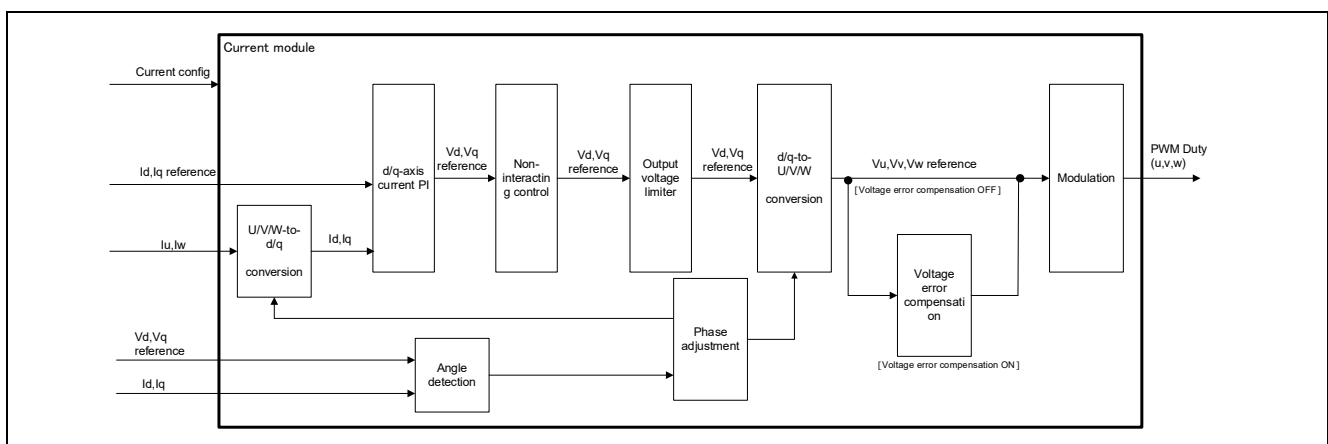 Current module
Current config
Id,Iq reference
Iu,Iw
Vd,Vq
reference
Id,Iq
U/V/W-to-
d/q
conversion
Id,Iq
d/q-axis
current PI
Vd,Vq
reference
Non-
interactin
g control
Vd,Vq
reference
Output
voltage
limiter
Vd,Vq
reference
d/q-to-
U/V/W
conversion
Vu,Vv,Vw reference
[Voltage error compensation OFF]
Voltage
error
compensati
on
[Voltage error compensation ON]
Modulation
PWM Duty
(u,v,w)
Angle
detection
Phase
adjustment